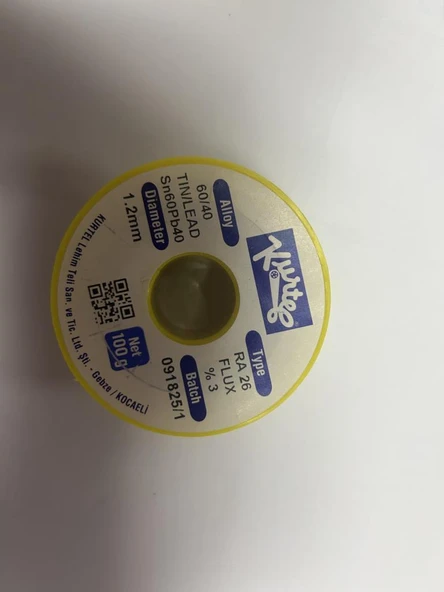 Kurtel
Alloy
60/40
TIN/LEAD
Sn60Pb40
Diameter
1.2mm
Type
RA 26
FLUX
% 3
Batch
091825/1
Net
100 g
KURTEL Lehim Teli San. ve Tic. Ltd. Şti. - Gebze / KOCAELİ